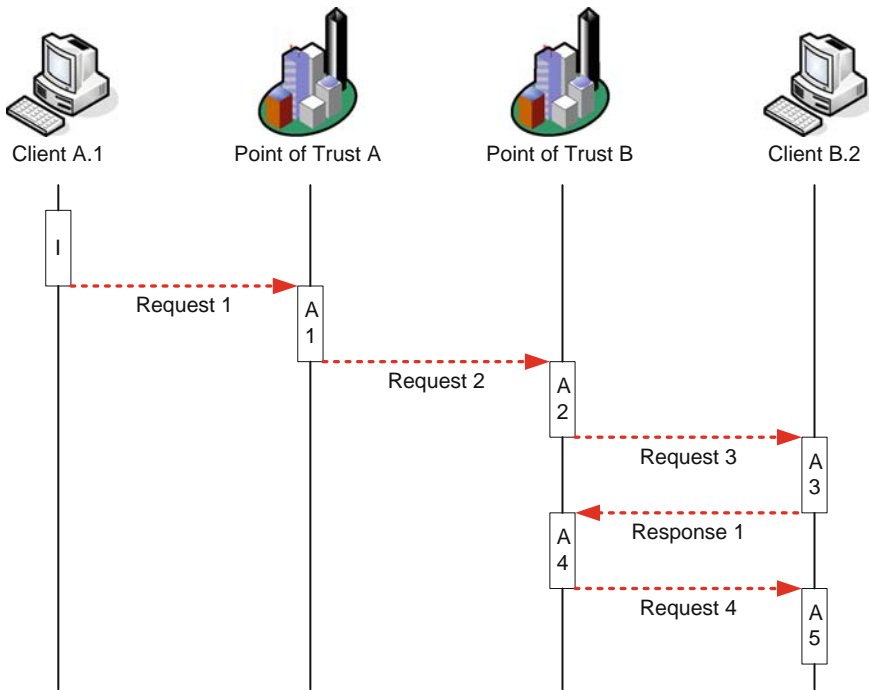 Client A.1
Point of Trust A
Point of Trust B
Client B.2
I
Request 1
A
1
Request 2
A
2
Request 3
A
3
Response 1
A
4
Request 4
A
5